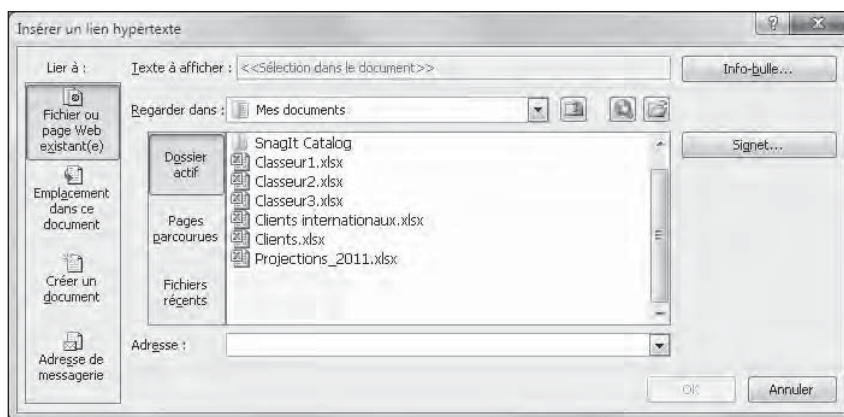 Insérer un lien hypertexte
Lier à :
Texte à afficher : <<Sélection dans le document>>
Info-bulle...
Fichier ou
page Web
existant(e)
Regarder dans : Mes documents
Dossier
actif
SnagIt Catalog
Classeur1.xlsx
Classeur2.xlsx
Classeur3.xlsx
Clients internationaux.xlsx
Clients.xlsx
Projections_2011.xlsx
Signet...
Emplacement
dans ce
document
Pages
parcourues
Créer un
document
Fichiers
récents
Adresse de
messagerie
Adresse :
OK
Annuler